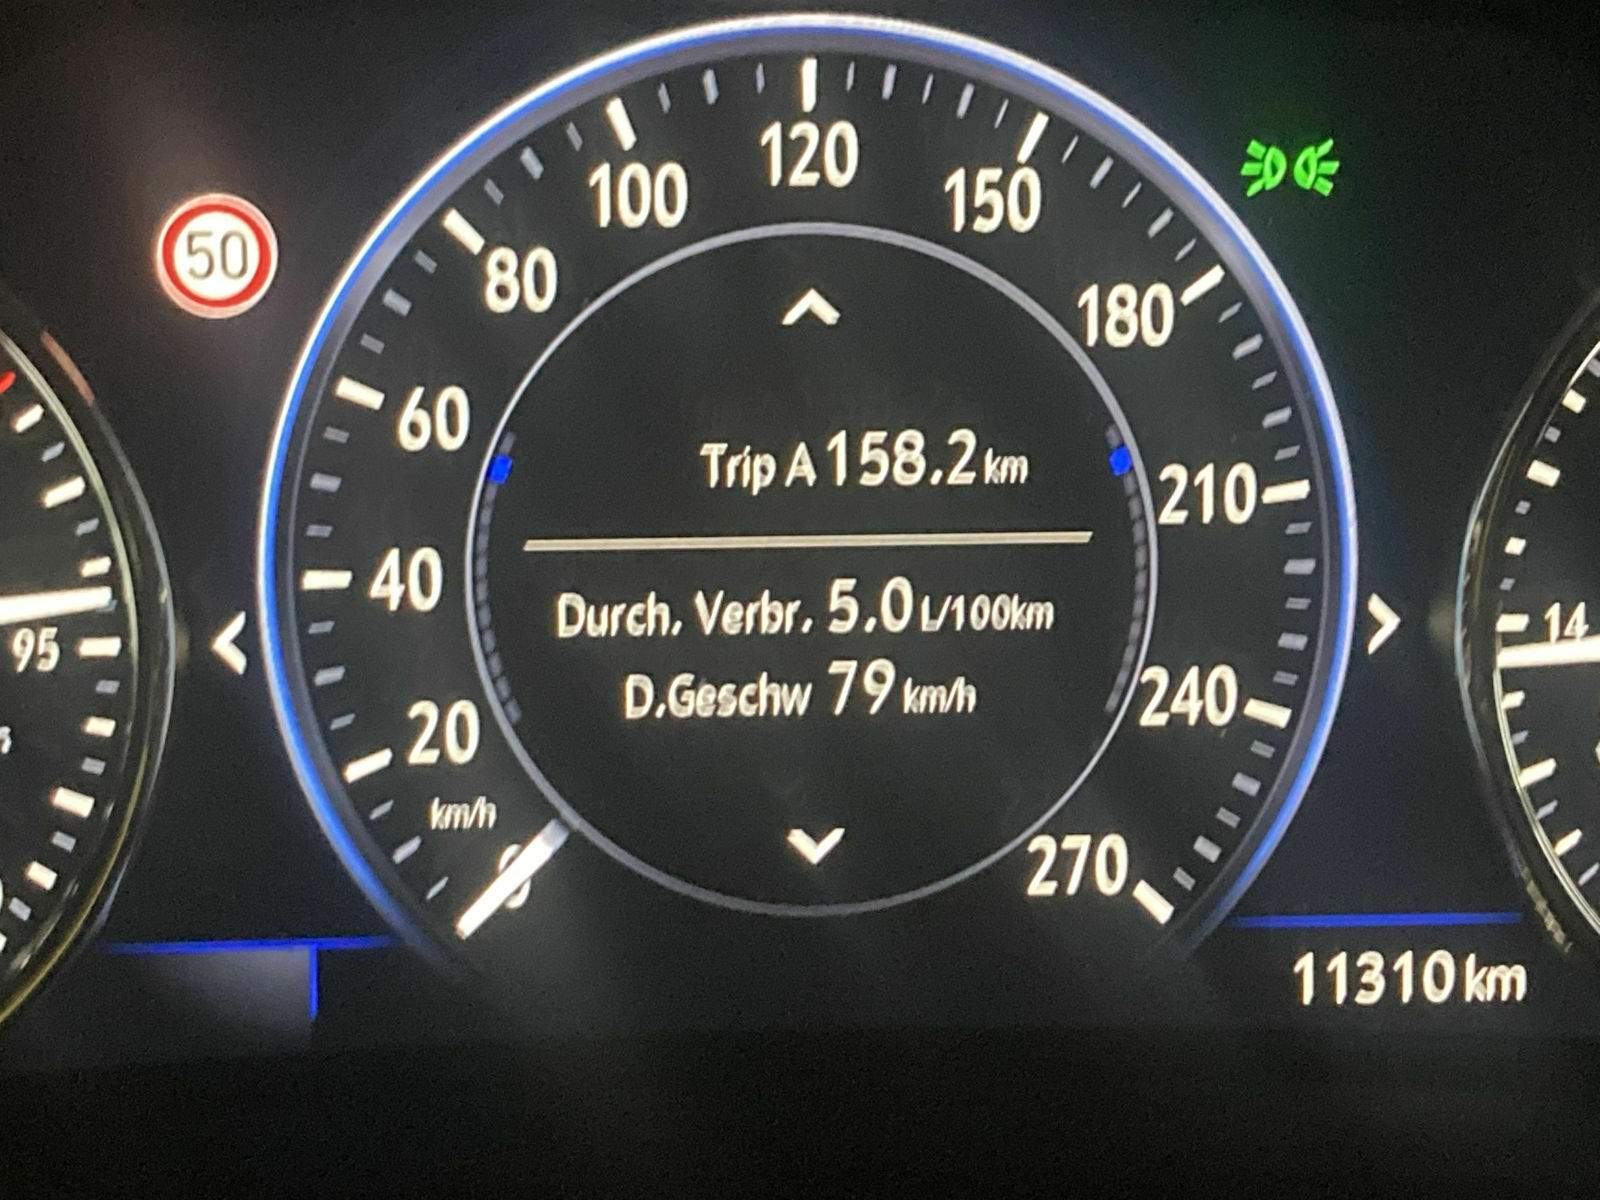 50
100
120
150
80
180
60
Trip A 158.2 km
210
40
Durch. Verbr. 5.0 L/100km
14
95
D.Geschw 79 km/h
240
20
km/h
270
11310 km